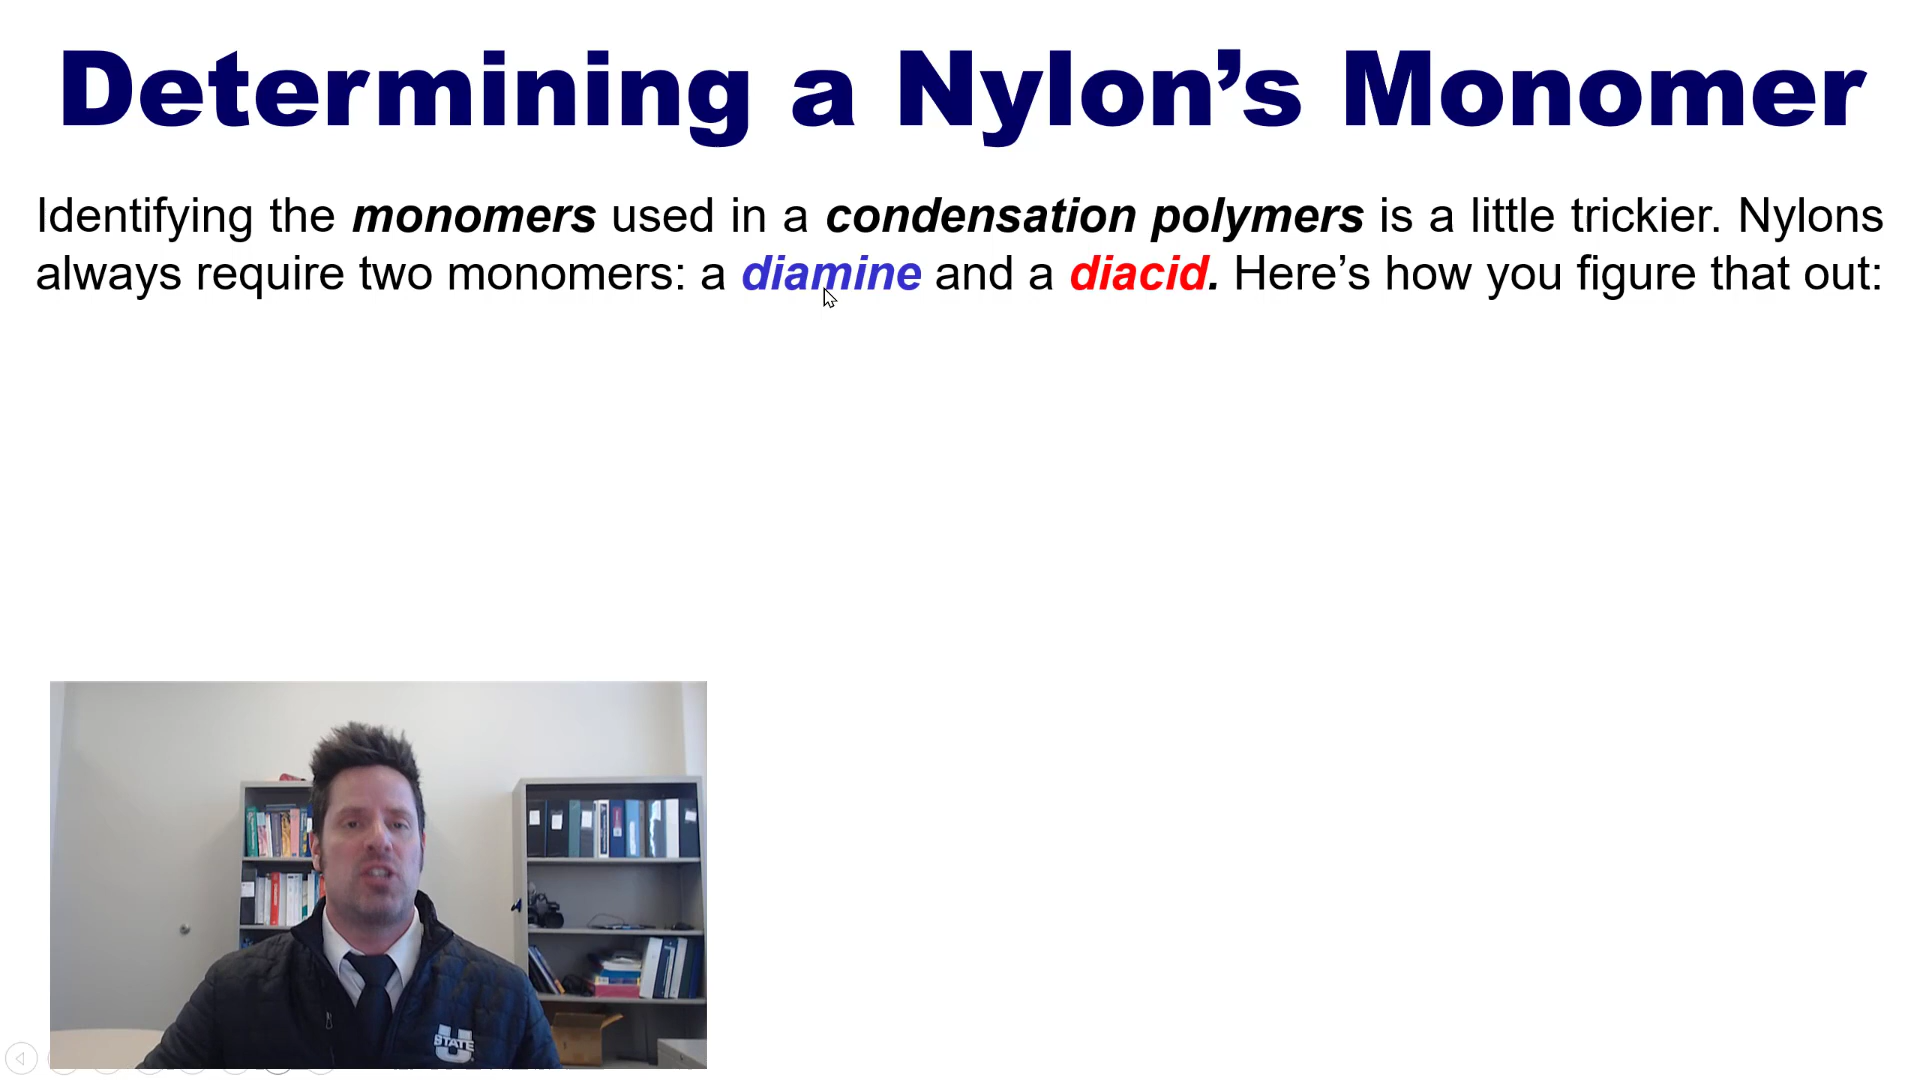 Determining a Nylon’s Monomer
Identifying the monomers used in a condensation polymers is a little trickier. Nylons
always require two monomers: a diamine and a diacid. Here’s how you figure that out:
U
STATE